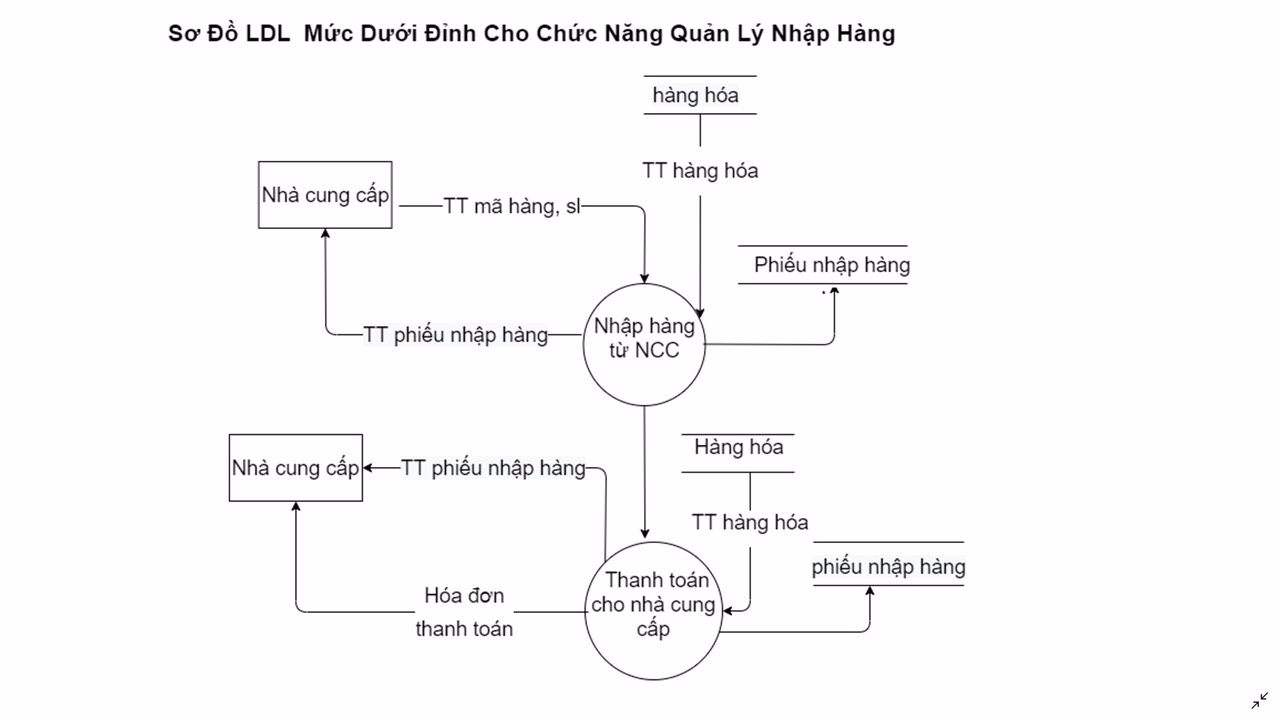 Sơ Đồ LDL Mức Dưới Đỉnh Cho Chức Năng Quản Lý Nhập Hàng
hàng hóa
TT hàng hóa
Nhà cung cấp
TT mã hàng, sl
Phiếu nhập hàng
TT phiếu nhập hàng
Nhập hàng
từ NCC
Hàng hóa
Nhà cung cấp
TT phiếu nhập hàng
TT hàng hóa
phiếu nhập hàng
Thanh toán
cho nhà cung
cấp
Hóa đơn
thanh toán